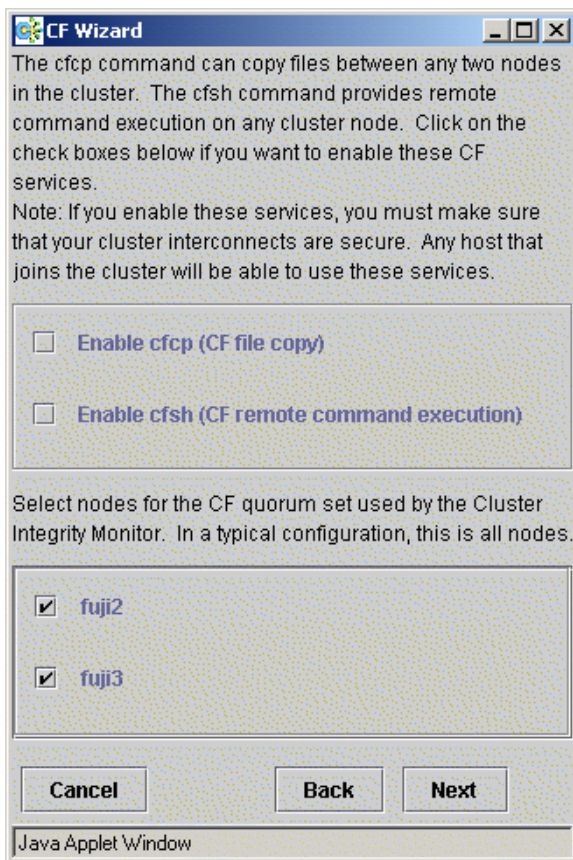 CF Wizard
The cfcp command can copy files between any two nodes
in the cluster. The cfsh command provides remote
command execution on any cluster node. Click on the
check boxes below if you want to enable these CF
services.
Note: If you enable these services, you must make sure
that your cluster interconnects are secure. Any host that
joins the cluster will be able to use these services.
Enable cfcp (CF file copy)
Enable cfsh (CF remote command execution)
Select nodes for the CF quorum set used by the Cluster
Integrity Monitor. In a typical configuration, this is all nodes.
fuji2
fuji3
Cancel Back Next
Java Applet Window